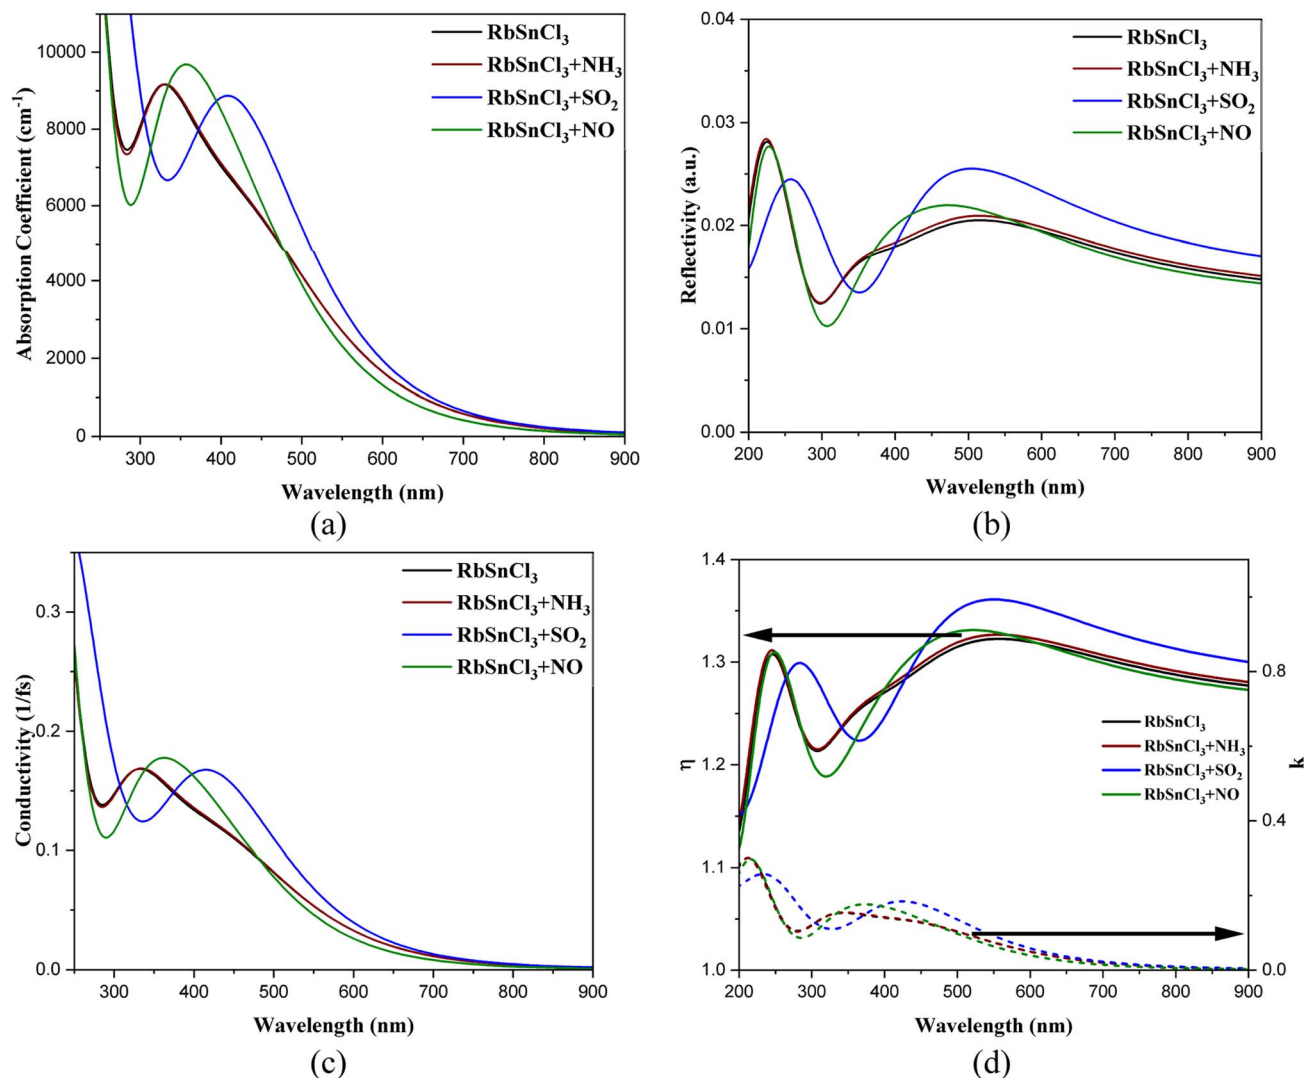 RbSnCl₃
RbSnCl₃+NH₃
RbSnCl₃+SO₂
RbSnCl₃+NO
10000
8000
6000
4000
2000
0
Absorption Coefficient (cm⁻¹)
300 400 500 600 700 800 900
Wavelength (nm)
(a)
RbSnCl₃
RbSnCl₃+NH₃
RbSnCl₃+SO₂
RbSnCl₃+NO
0.04
0.03
0.02
0.01
0.00
Reflectivity (a.u.)
200 300 400 500 600 700 800 900
Wavelength (nm)
(b)
RbSnCl₃
RbSnCl₃+NH₃
RbSnCl₃+SO₂
RbSnCl₃+NO
0.3
0.2
0.1
0.0
Conductivity (1/fs)
300 400 500 600 700 800 900
Wavelength (nm)
(c)
1.4
1.3
1.2
1.1
1.0
η
RbSnCl₃
RbSnCl₃+NH₃
RbSnCl₃+SO₂
RbSnCl₃+NO
0.8
0.4
0.0
k
200 300 400 500 600 700 800 900
Wavelength (nm)
(d)